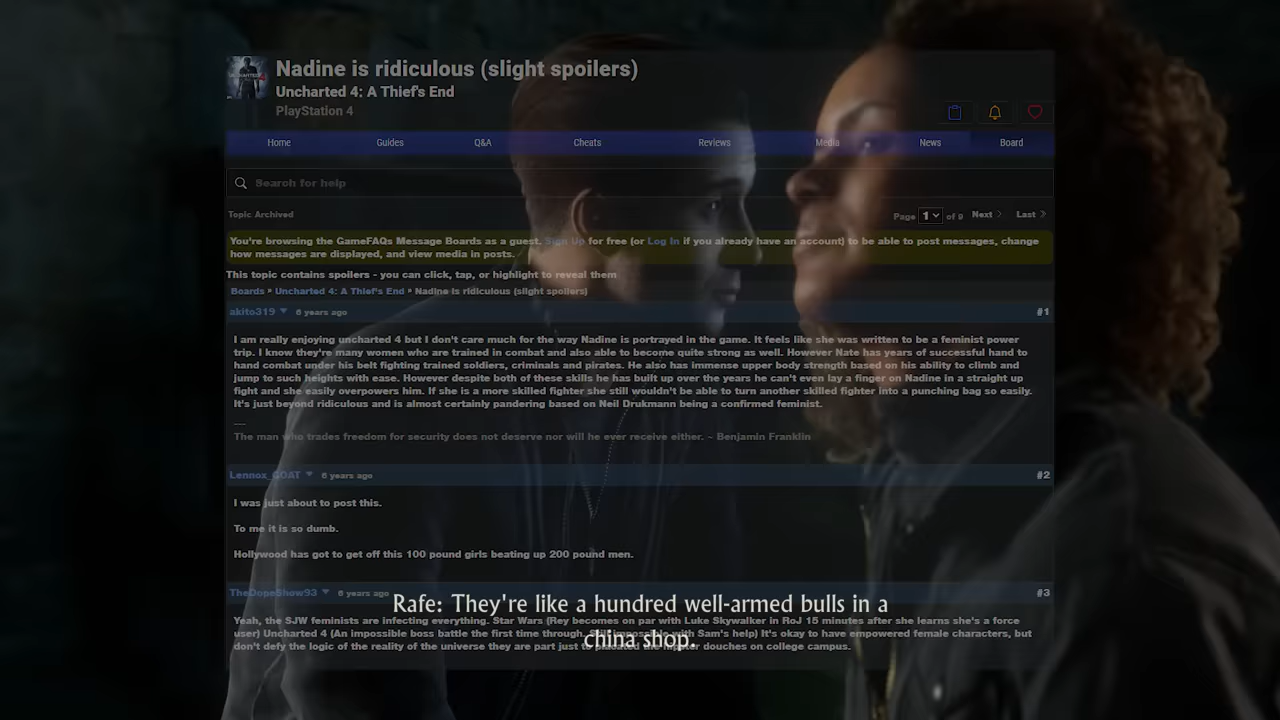 Nadine is ridiculous (slight spoilers)
Uncharted 4: A Thief's End
PlayStation 4
Home Guides Q&A Cheats Reviews Media News Board
Search for help
Topic Archived Page 1 of 9 Next Last
You're browsing the GameFAQs Message Boards as a guest. Sign Up for free (or Log In if you already have an account) to be able to post messages, change
how messages are displayed, and view media in posts.
This topic contains spoilers - you can click, tap, or highlight to reveal them
Boards » Uncharted 4: A Thief's End » Nadine is ridiculous (slight spoilers)
akito319 6 years ago #1
I am really enjoying uncharted 4 but I don't care much for the way Nadine is portrayed in the game. It feels like she was written to be a feminist power
trip. I know they're many women who are trained in combat and also able to become quite strong as well. However Nate has years of successful hand to
hand combat under his belt fighting trained soldiers, criminals and pirates. He also has immense upper body strength based on his ability to climb and
jump to such heights with ease. However despite both of these skills he has built up over the years he can't even lay a finger on Nadine in a straight up
fight and she easily overpowers him. If she is a more skilled fighter she still wouldn't be able to turn another skilled fighter into a punching bag so easily.
It's just beyond ridiculous and is almost certainly pandering based on Neil Drukmann being a confirmed feminist.
—
The man who trades freedom for security does not deserve nor will he ever receive either. ~ Benjamin Franklin
Lennox_GOAT 6 years ago #2
I was just about to post this.
To me it is so dumb.
Hollywood has got to get off this 100 pound girls beating up 200 pound men.
TheDopeShow93 6 years ago #3
Rafe: They're like a hundred well-armed bulls in a
china shop.
Yeah, the SJW feminists are infecting everything. Star Wars (Rey becomes on par with Luke Skywalker in RoJ 15 minutes after she learns she's a force
user) Uncharted 4 (An impossible boss battle the first time through. with Sam's help) It's okay to have empowered female characters, but
don't defy the logic of the reality of the universe they are part just to douches on college campus.